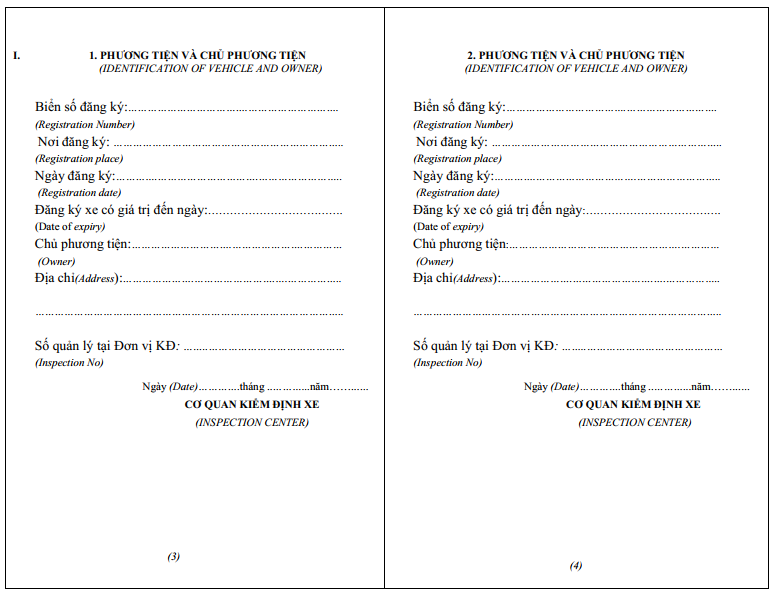 I. 1. PHƯƠNG TIỆN VÀ CHỦ PHƯƠNG TIỆN
(IDENTIFICATION OF VEHICLE AND OWNER)
Biển số đăng ký:.............................................................
(Registration Number)
Nơi đăng ký: ................................................................
(Registration place)
Ngày đăng ký:................................................................
(Registration date)
Đăng ký xe có giá trị đến ngày:.......................................
(Date of expiry)
Chủ phương tiện:............................................................
(Owner)
Địa chỉ(Address):............................................................
.......................................................................................
Số quản lý tại Đơn vị KĐ: ..............................................
(Inspection No)
Ngày (Date).............tháng .............năm...........
CƠ QUAN KIỂM ĐỊNH XE
(INSPECTION CENTER)
(3)
2. PHƯƠNG TIỆN VÀ CHỦ PHƯƠNG TIỆN
(IDENTIFICATION OF VEHICLE AND OWNER)
Biển số đăng ký:.............................................................
(Registration Number)
Nơi đăng ký: ................................................................
(Registration place)
Ngày đăng ký:................................................................
(Registration date)
Đăng ký xe có giá trị đến ngày:.......................................
(Date of expiry)
Chủ phương tiện:............................................................
(Owner)
Địa chỉ(Address):............................................................
.......................................................................................
Số quản lý tại Đơn vị KĐ: ..............................................
(Inspection No)
Ngày (Date).............tháng .............năm...........
CƠ QUAN KIỂM ĐỊNH XE
(INSPECTION CENTER)
(4)